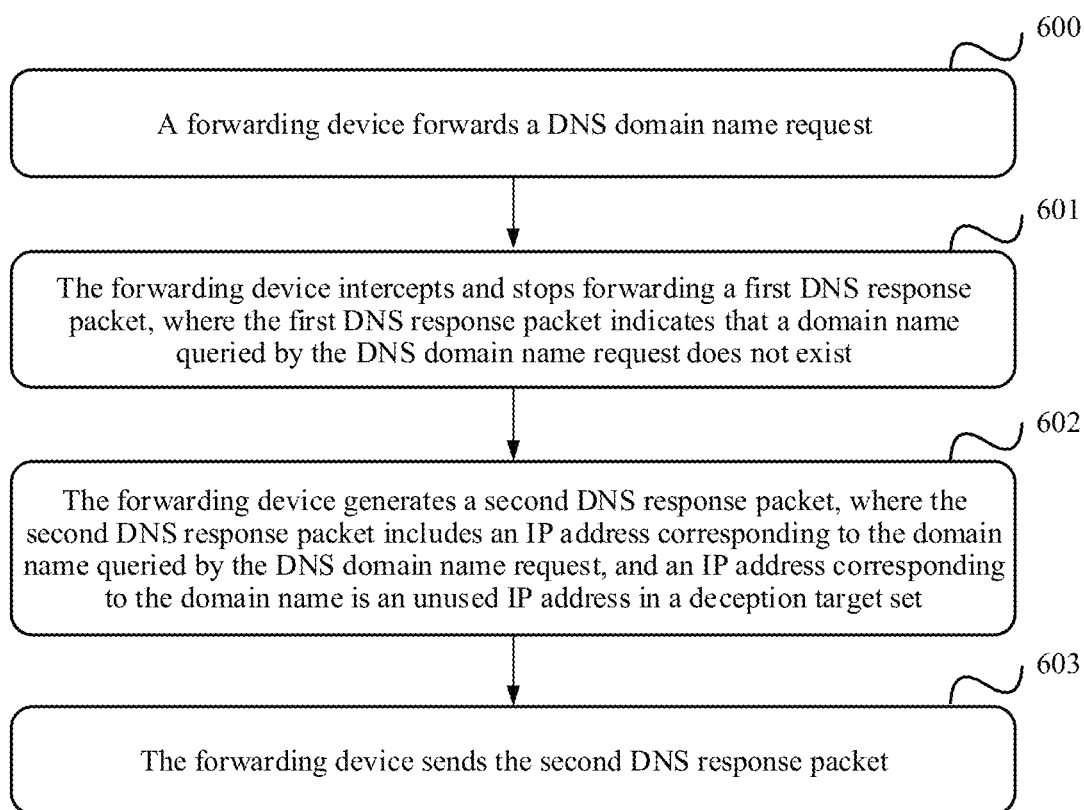 600
A forwarding device forwards a DNS domain name request
601
The forwarding device intercepts and stops forwarding a first DNS response
packet, where the first DNS response packet indicates that a domain name
queried by the DNS domain name request does not exist
602
The forwarding device generates a second DNS response packet, where the
second DNS response packet includes an IP address corresponding to the domain
name queried by the DNS domain name request, and an IP address corresponding
to the domain name is an unused IP address in a deception target set
603
The forwarding device sends the second DNS response packet